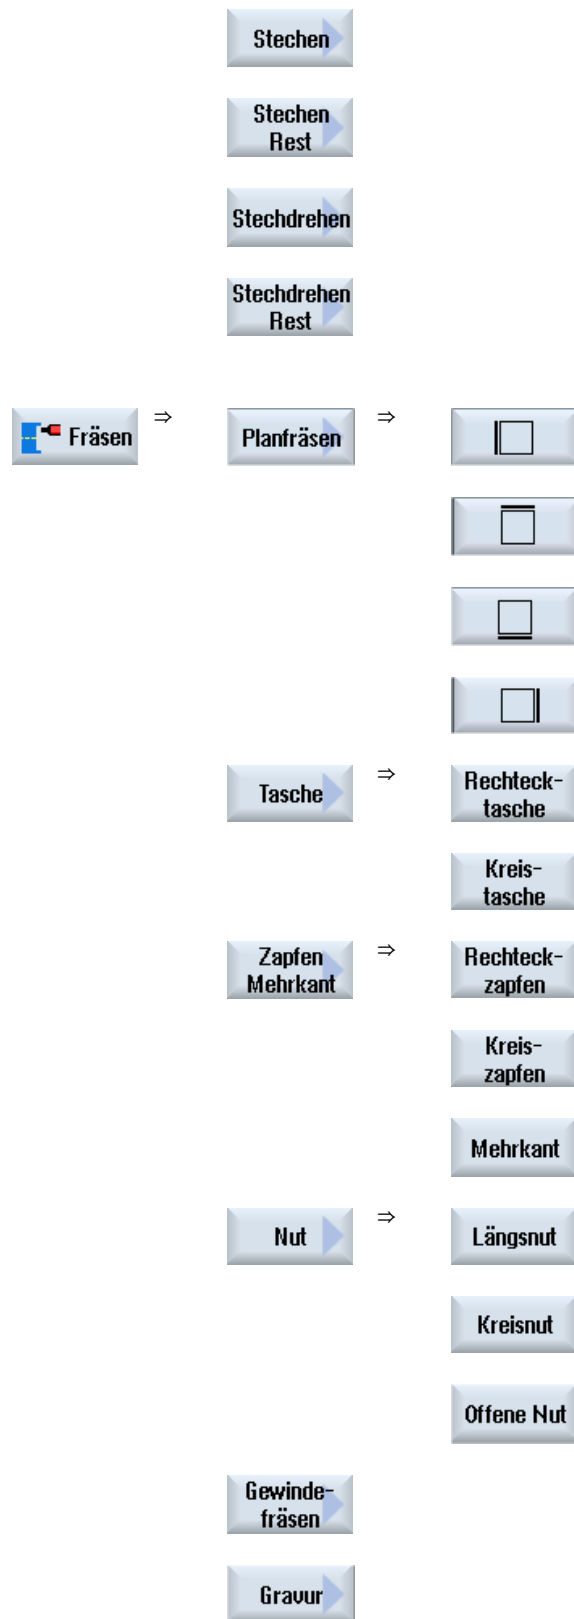 Stechen
Stechen
Rest
Stechdrehen
Stechdrehen
Rest
Fräsen ⇒ Planfräsen ⇒
Tasche ⇒ Rechteck-
tasche
Kreis-
tasche
Zapfen
Mehrkant ⇒ Rechteck-
zapfen
Kreis-
zapfen
Mehrkant
Nut ⇒ Längsnut
Kreisnut
Offene Nut
Gewinde-
fräsen
Gravur